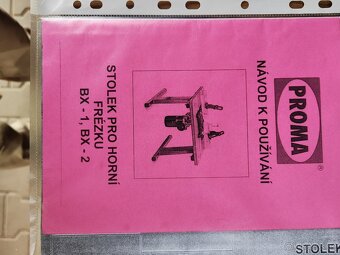 PROMA
®
NÁVOD K POUŽÍVÁNÍ
STOLEK PRO HORNÍ
FRÉZKU
BX - 1, BX - 2
STOLEK